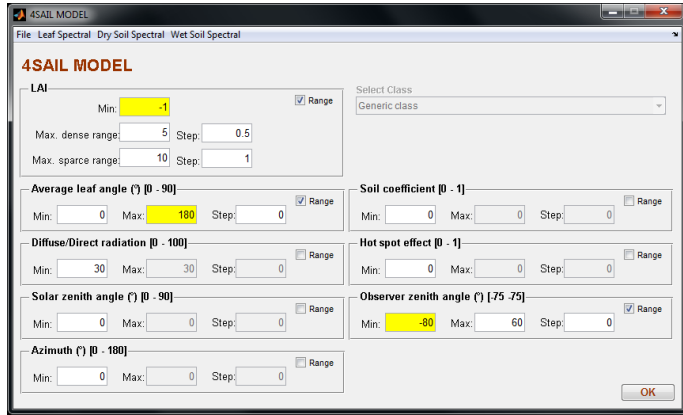 4SAIL MODEL
File Leaf Spectral Dry Soil Spectral Wet Soil Spectral
4SAIL MODEL
LAI
Min: -1
Range
Max. dense range: 5 Step: 0.5
Max. sparce range: 10 Step: 1
Select Class
Generic class
Average leaf angle (º) [0 - 90]
Range
Min: 0 Max: 180 Step: 0
Soil coefficient [0 - 1]
Range
Min: 0 Max: 0 Step: 0
Diffuse/Direct radiation [0 - 100]
Range
Min: 30 Max: 30 Step: 0
Hot spot effect [0 - 1]
Range
Min: 0 Max: 0 Step: 0
Solar zenith angle (º) [0 - 90]
Range
Min: 0 Max: 0 Step: 0
Observer zenith angle (º) [-75 -75]
Range
Min: -80 Max: 60 Step: 0
Azimuth (º) [0 - 180]
Range
Min: 0 Max: 0 Step: 0
OK